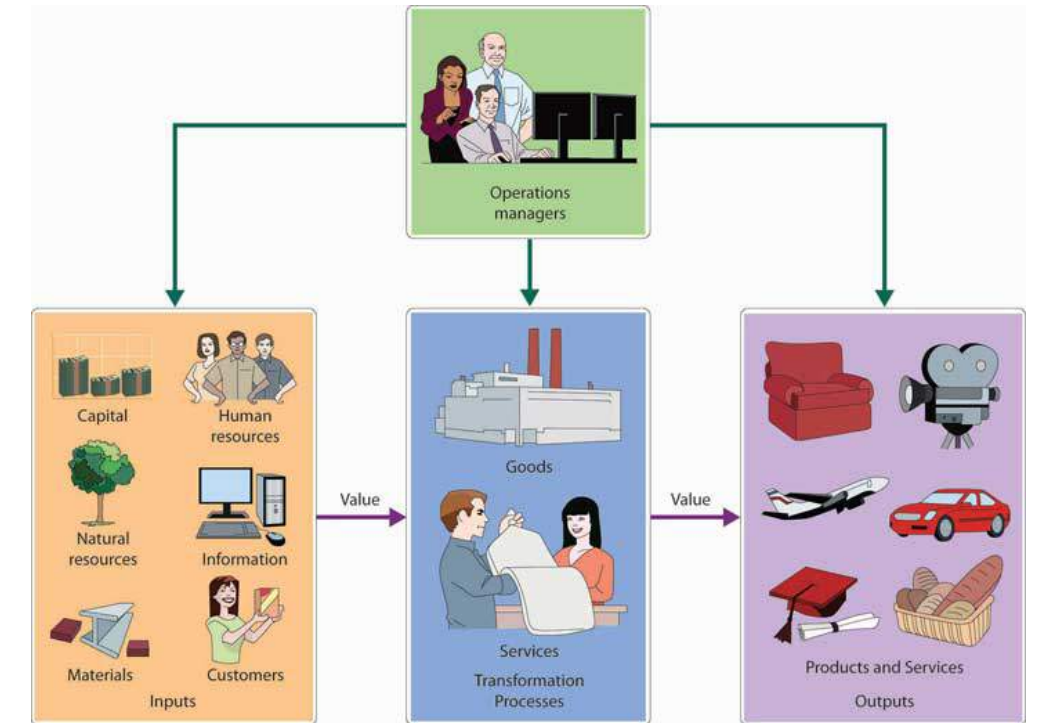 Operations
managers
Capital
Human
resources
Natural
resources
Information
Materials
Customers
Inputs
Value
Goods
Services
Transformation
Processes
Value
Products and Services
Outputs